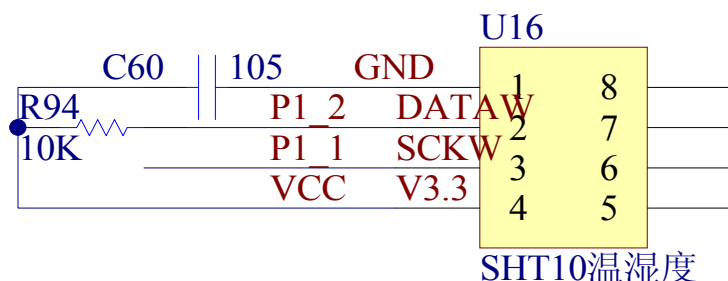 U16
C60 105 GND
1 8
R94 P1_2 DATAW
2 7
10K P1_1 SCKW
3 6
VCC V3.3
4 5
SHT10温湿度